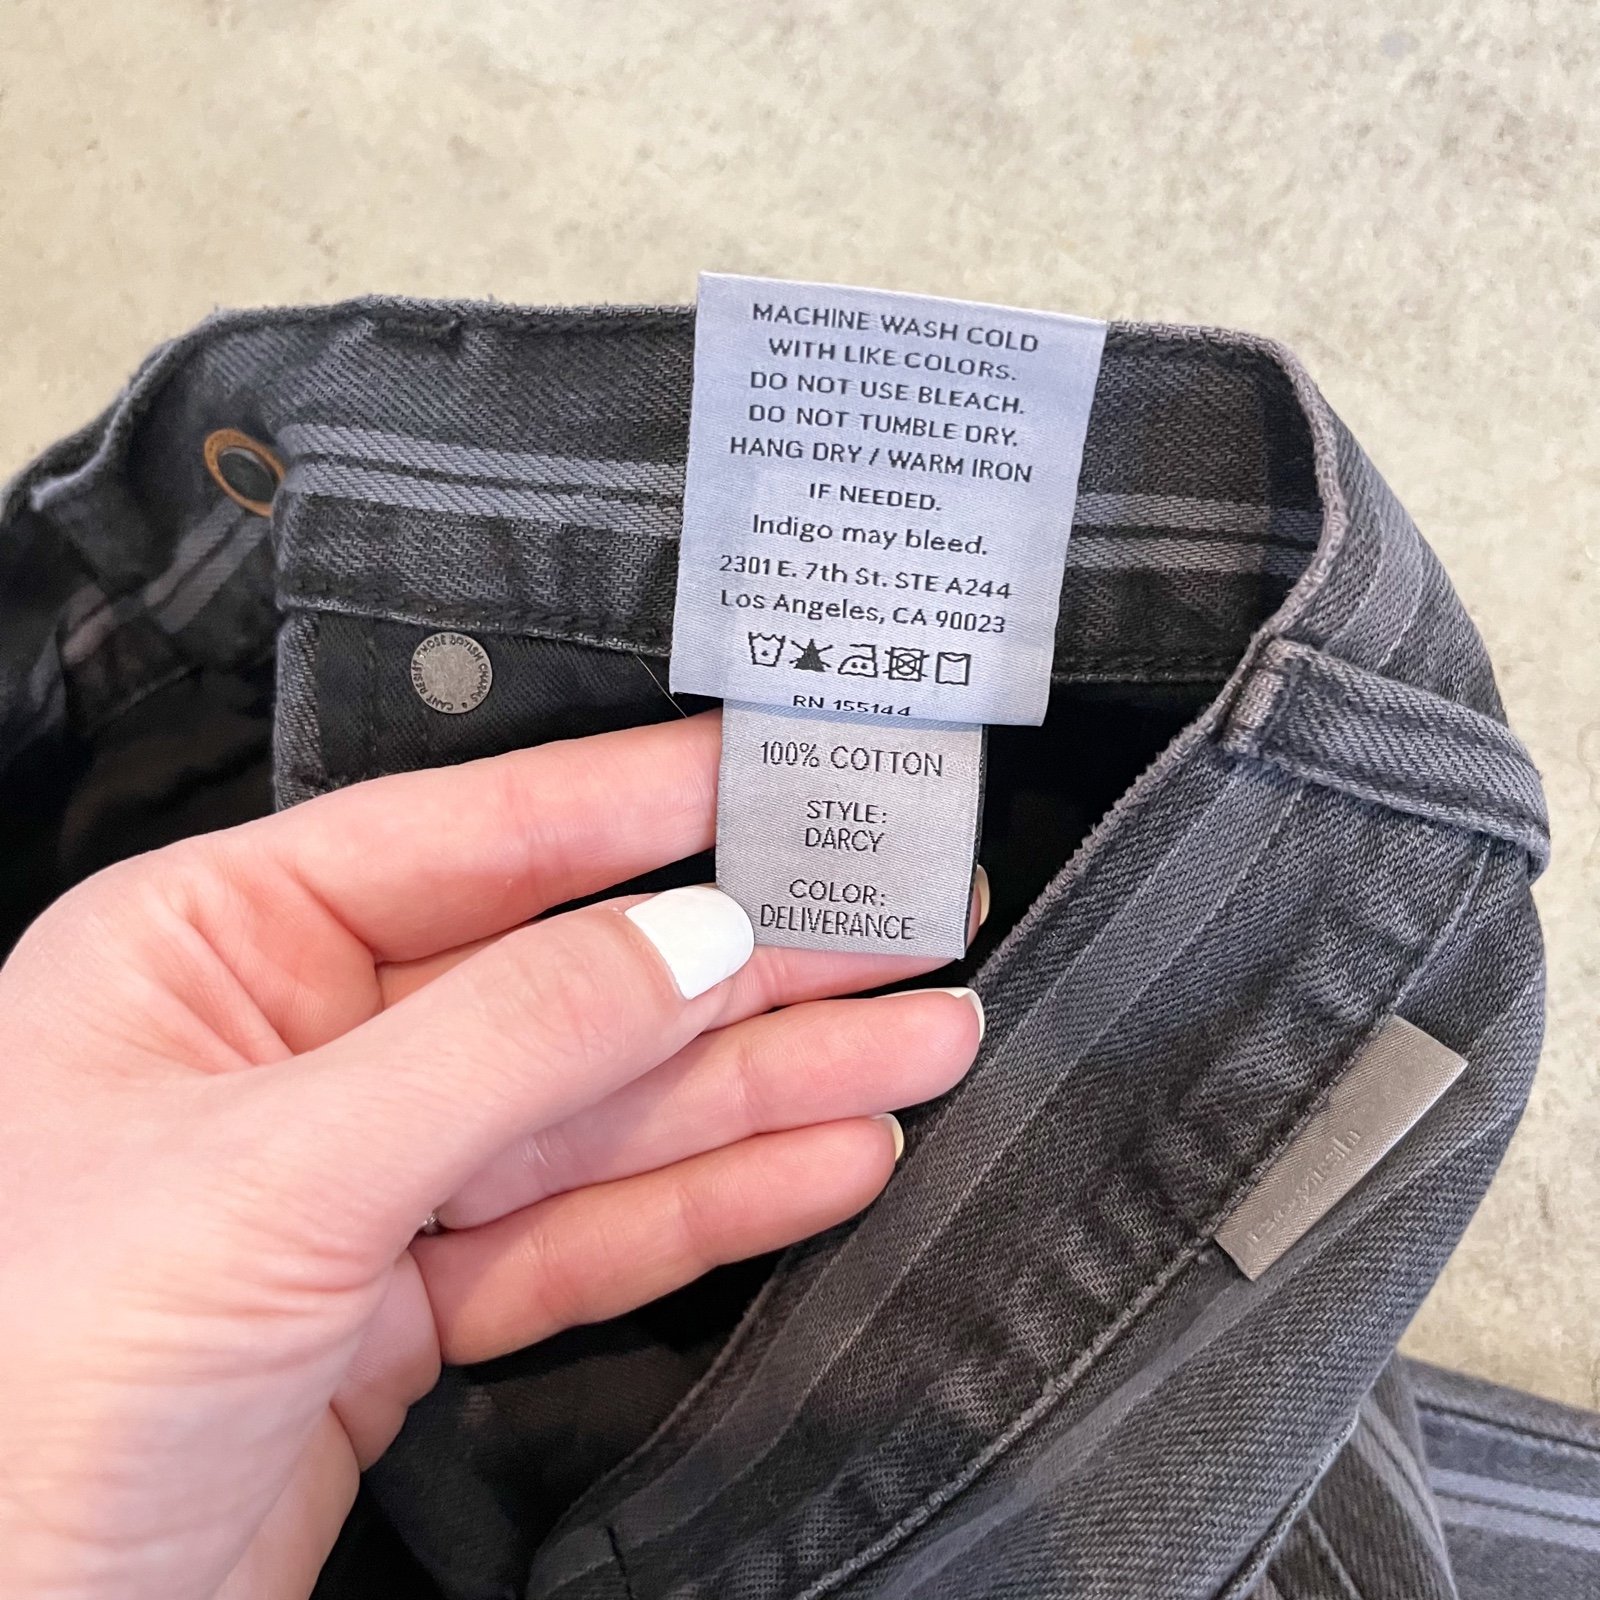 MACHINE WASH COLD
WITH LIKE COLORS.
DO NOT USE BLEACH.
DO NOT TUMBLE DRY.
HANG DRY / WARM IRON
IF NEEDED.
Indigo may bleed.
2301 E. 7th St. STE A244
Los Angeles, CA 90023
RN 155144
100% COTTON
STYLE:
DARCY
COLOR:
DELIVERANCE